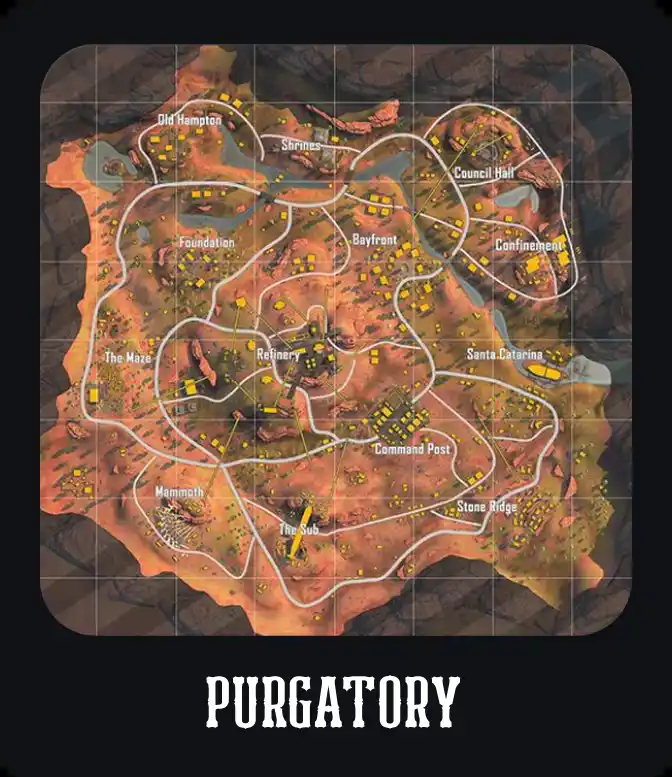 Old Hampton
Shrines
Council Hall
Foundation
Bayfront
Confinement
The Maze
Refinery
Santa Catarina
Command Post
Mammoth
The Sub
Stone Ridge
PURGATORY